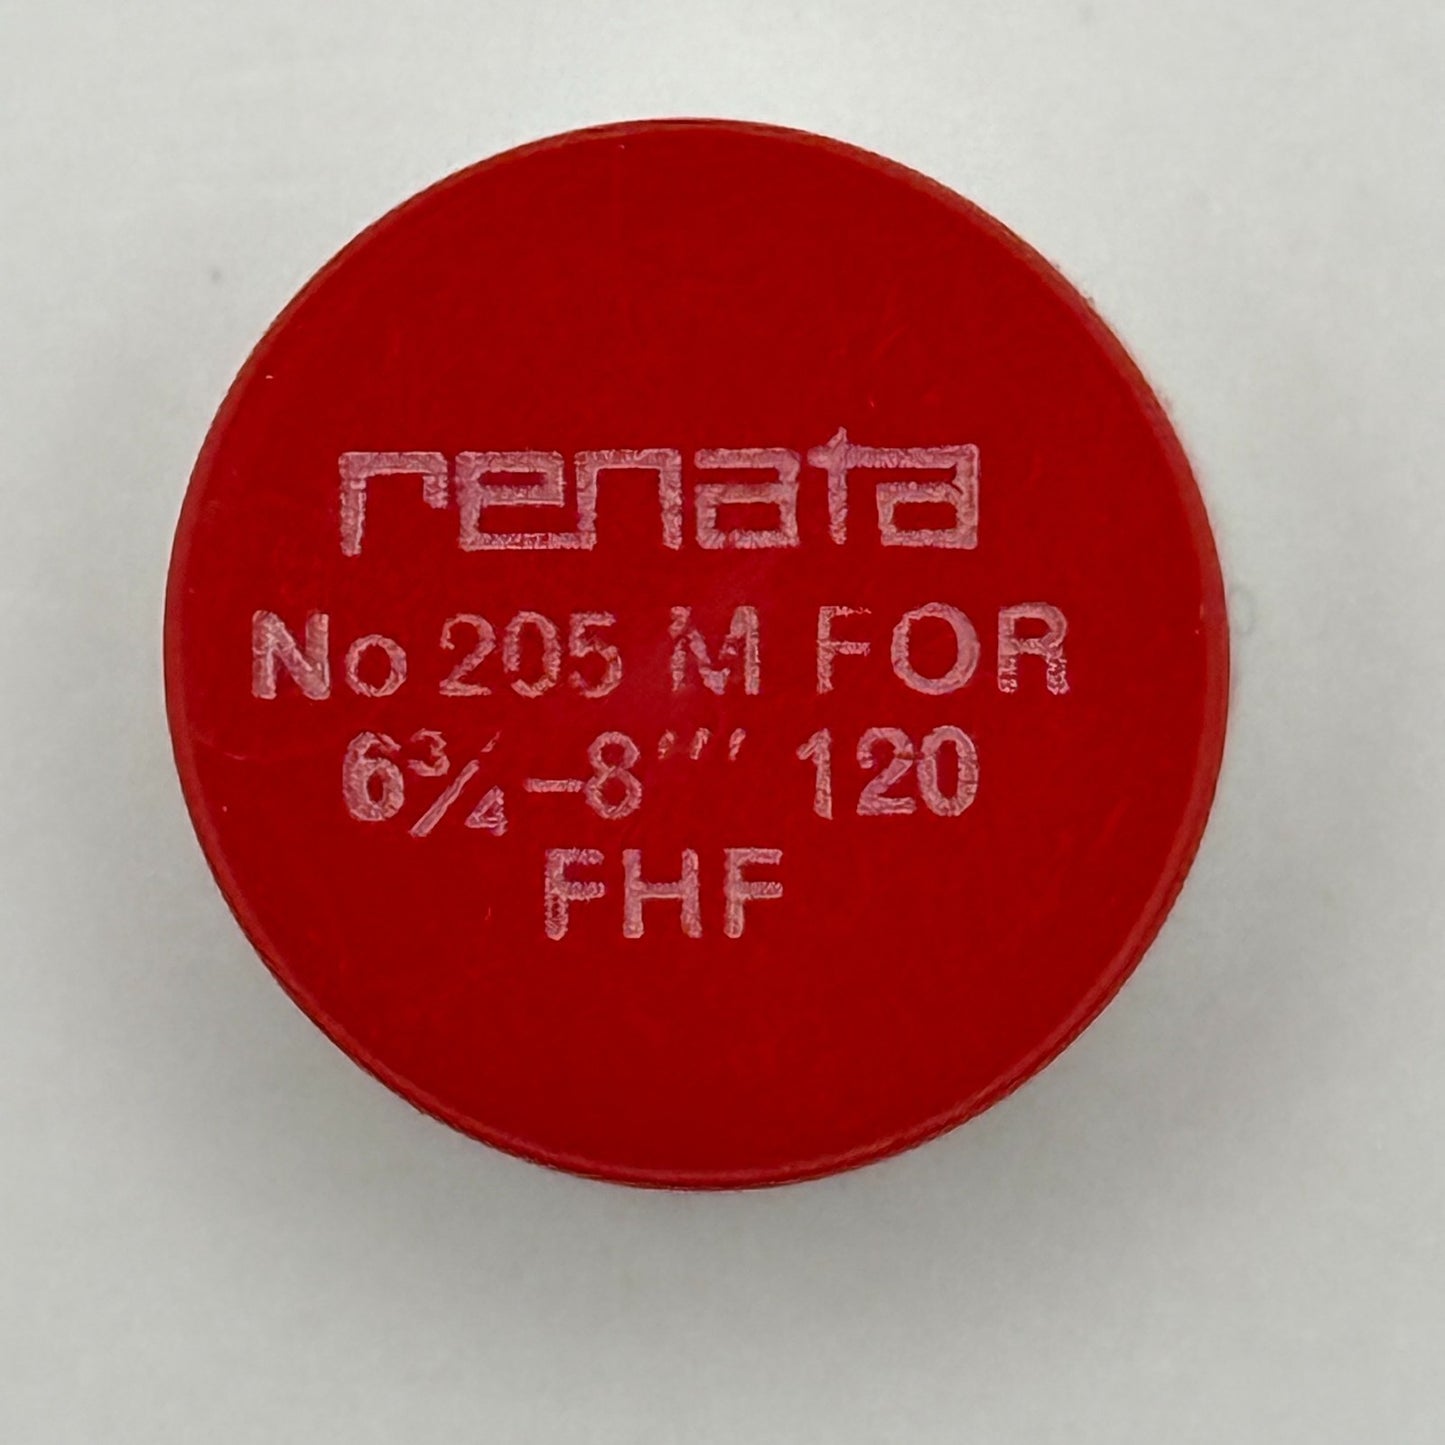 renata
No 205 M FOR
6¾–8''' 120
FHF